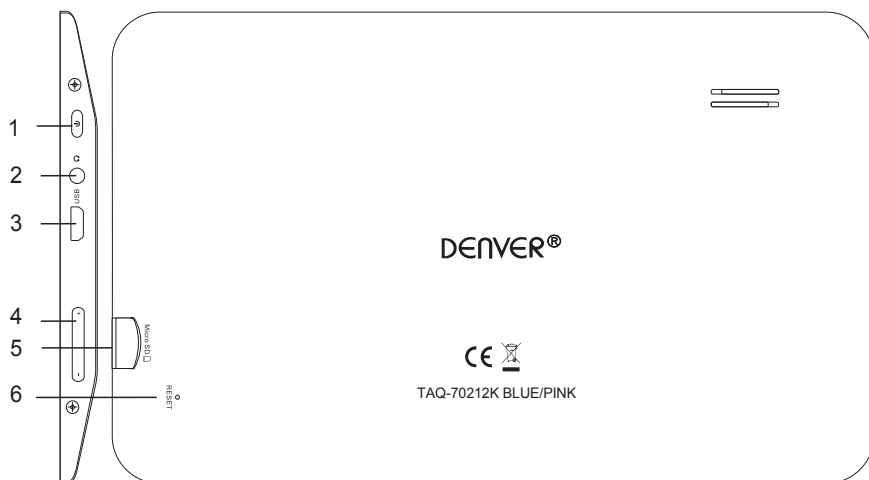 1
2
USB
3
4
+
-
5
Micro SD
6
RESET
DENVER®
CE
TAQ-70212K BLUE/PINK